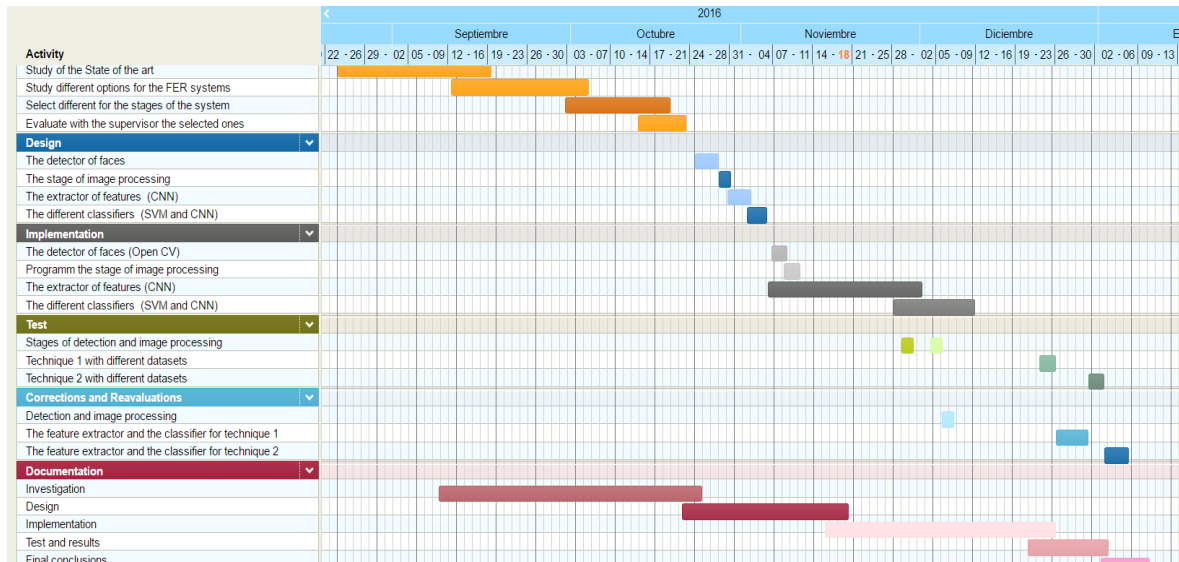 2016
Septiembre Octubre Noviembre Diciembre E
Activity
22 - 26 29 - 02 05 - 09 12 - 16 19 - 23 26 - 30 03 - 07 10 - 14 17 - 21 24 - 28 31 - 04 07 - 11 14 - 18 21 - 25 28 - 02 05 - 09 12 - 16 19 - 23 26 - 30 02 - 06 09 - 13
Study of the State of the art
Study different options for the FER systems
Select different for the stages of the system
Evaluate with the supervisor the selected ones
Design
The detector of faces
The stage of image processing
The extractor of features (CNN)
The different classifiers (SVM and CNN)
Implementation
The detector of faces (Open CV)
Programm the stage of image processing
The extractor of features (CNN)
The different classifiers (SVM and CNN)
Test
Stages of detection and image processing
Technique 1 with different datasets
Technique 2 with different datasets
Corrections and Reavaluations
Detection and image processing
The feature extractor and the classifier for technique 1
The feature extractor and the classifier for technique 2
Documentation
Investigation
Design
Implementation
Test and results
Final conclusions